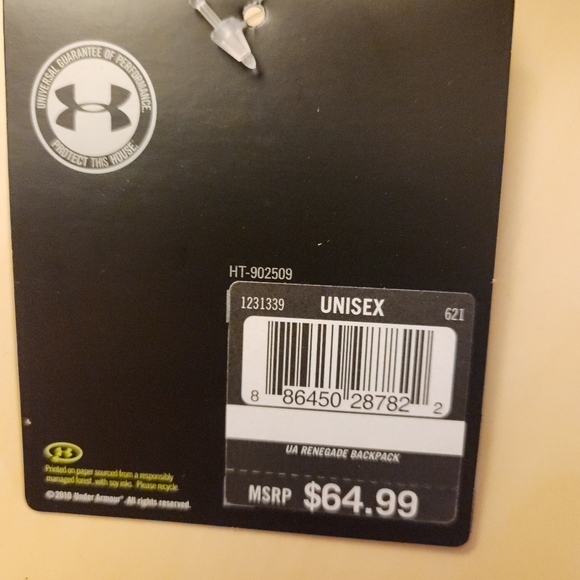 UNIVERSAL GUARANTEE OF PERFORMANCE.
PROTECT THIS HOUSE.
HT-902509
1231339 UNISEX 621
8 86450 28782 2
UA RENEGADE BACKPACK
MSRP $64.99
Printed on paper sourced from a responsibly
managed forest, with soy inks. Please recycle.
©2010 Under Armour® All rights reserved.